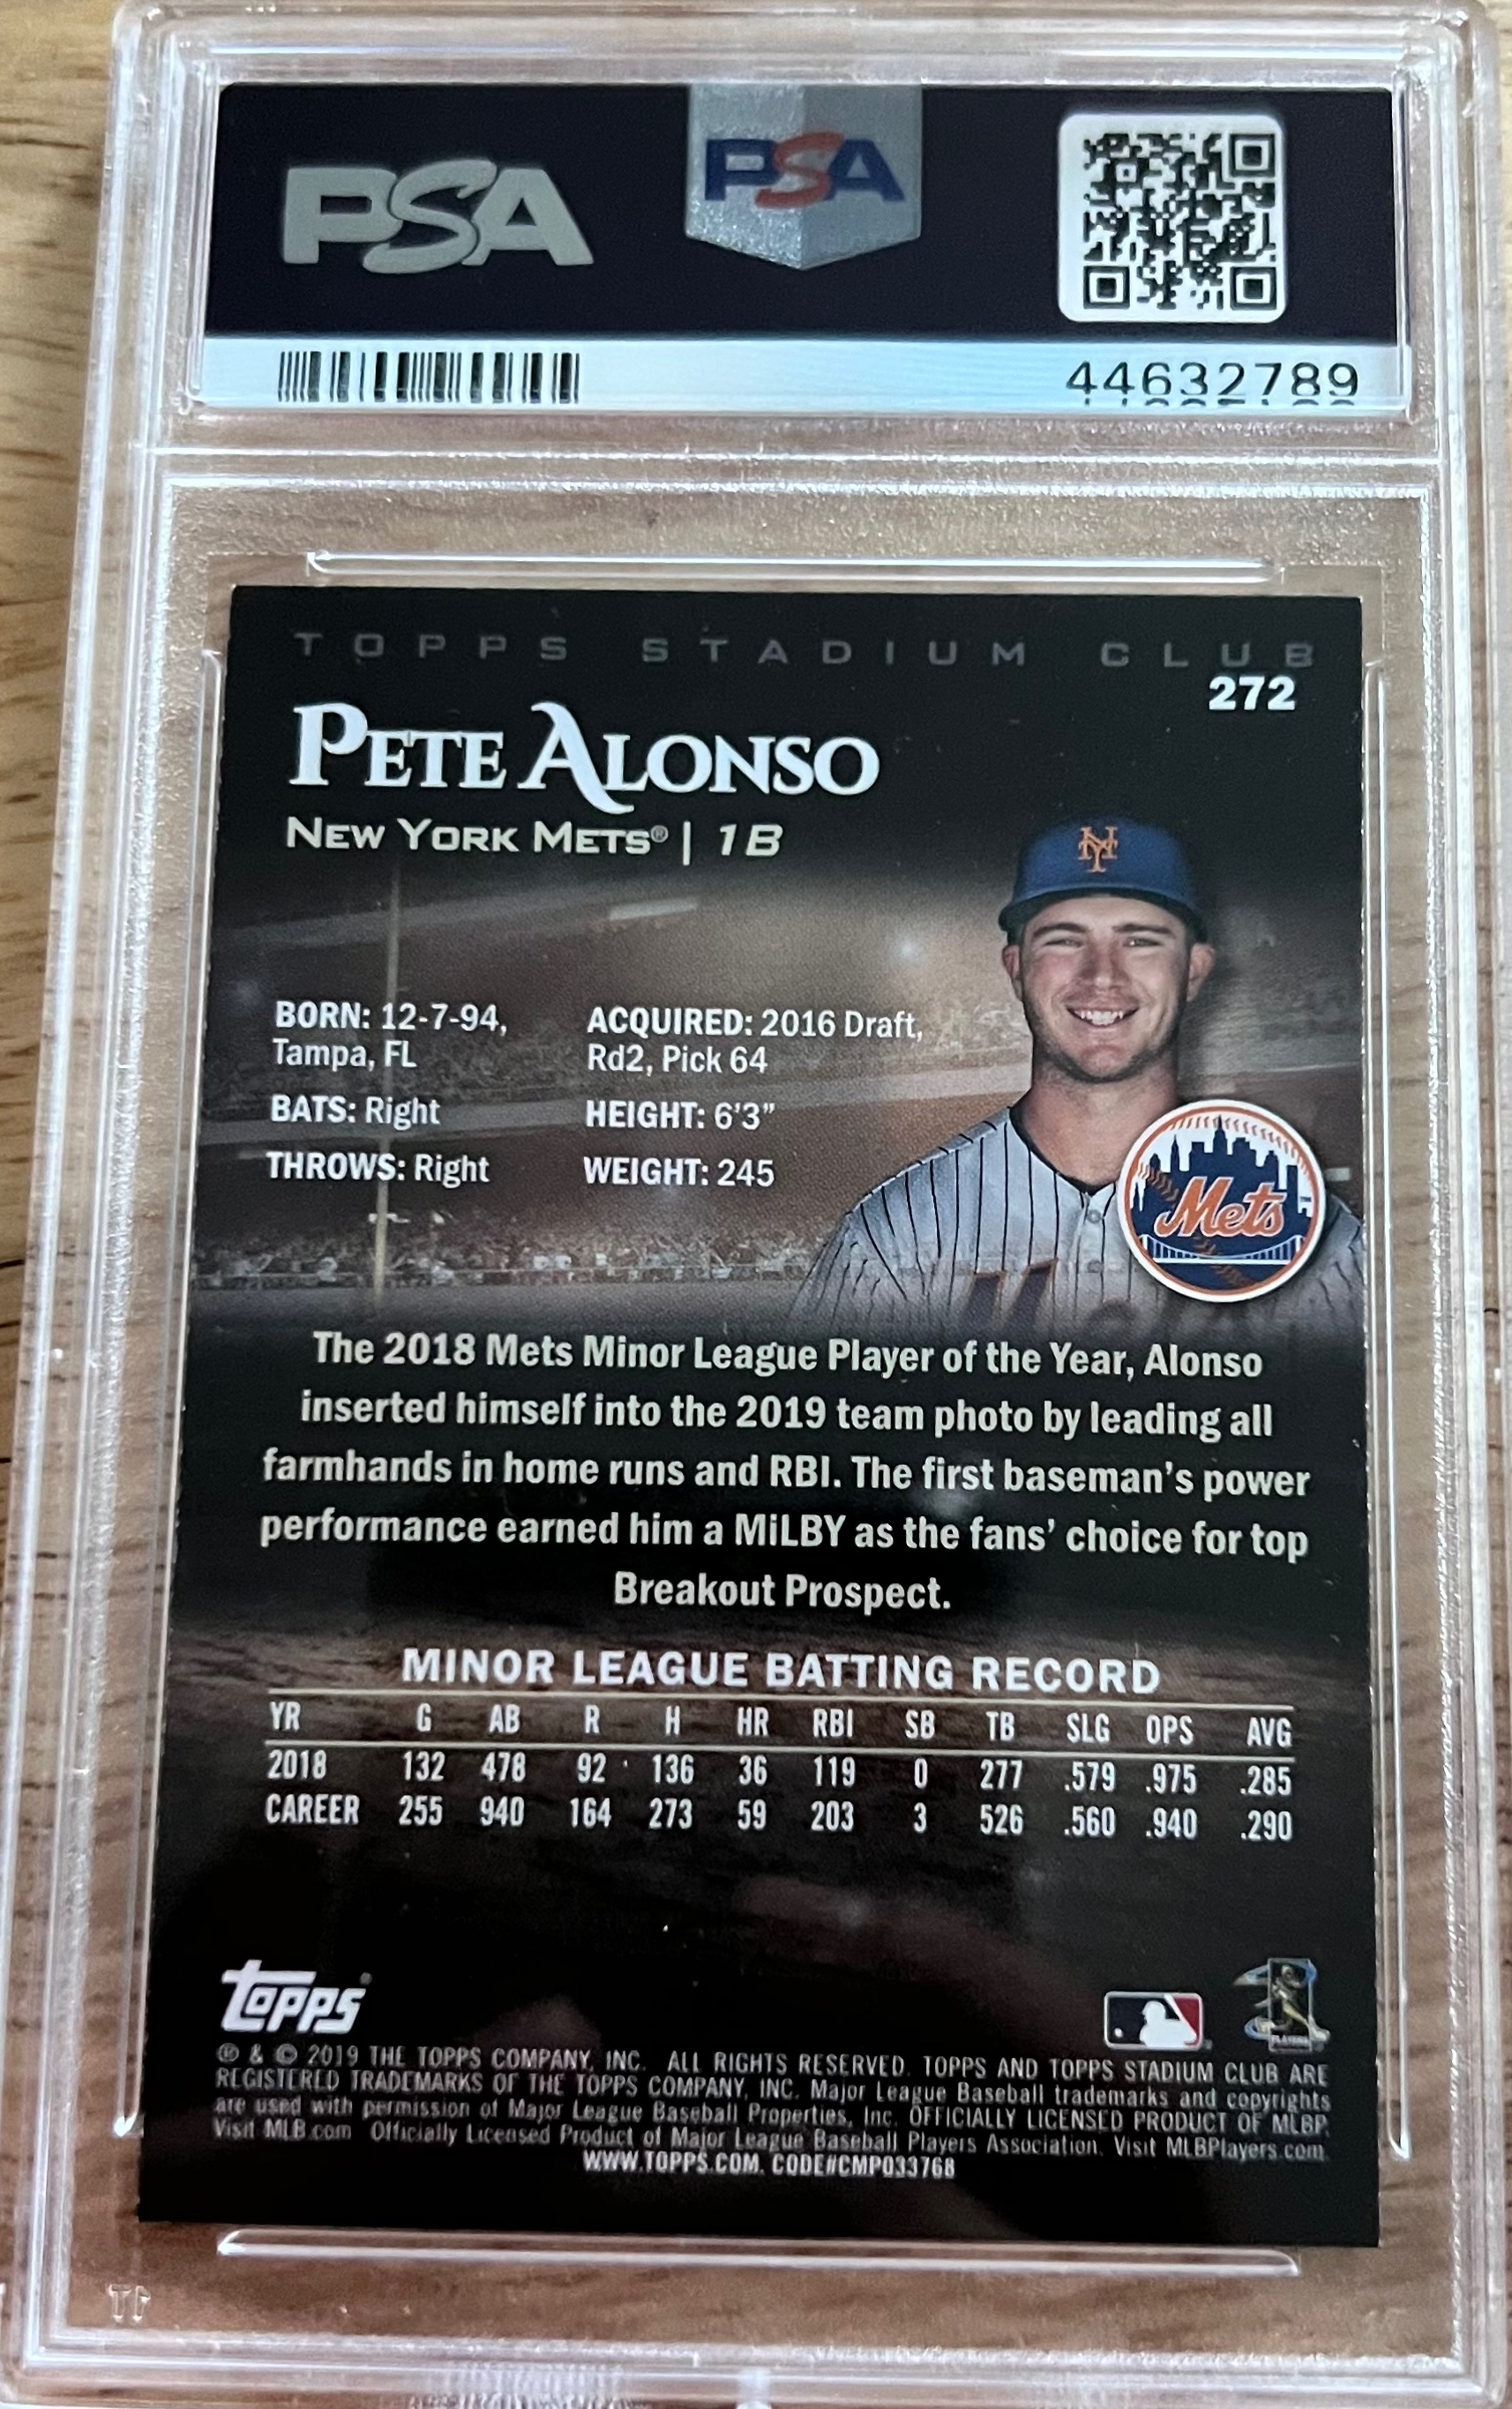 PSA
PSA
44632789
TOPPS STADIUM CLUB
272
PETE ALONSO
NEW YORK METS® | 1B
NY
BORN: 12-7-94,
Tampa, FL
BATS: Right
THROWS: Right
ACQUIRED: 2016 Draft,
Rd2, Pick 64
HEIGHT: 6'3”
WEIGHT: 245
Mets
The 2018 Mets Minor League Player of the Year, Alonso
inserted himself into the 2019 team photo by leading all
farmhands in home runs and RBI. The first baseman’s power
performance earned him a MiLBY as the fans’ choice for top
Breakout Prospect.
MINOR LEAGUE BATTING RECORD
YR G AB R H HR RBI SB TB SLG OPS AVG
2018 132 478 92 136 36 119 0 277 .579 .975 .285
CAREER 255 940 164 273 59 203 3 526 .560 .940 .290
Topps®
® & © 2019 THE TOPPS COMPANY, INC. ALL RIGHTS RESERVED. TOPPS AND TOPPS STADIUM CLUB ARE
REGISTERED TRADEMARKS OF THE TOPPS COMPANY, INC. Major League Baseball trademarks and copyrights
are used with permission of Major League Baseball Properties, Inc. OFFICIALLY LICENSED PRODUCT OF MLBP.
Visit MLB.com Officially Licensed Product of Major League Baseball Players Association. Visit MLBPlayers.com.
WWW.TOPPS.COM. CODE#CMP033768